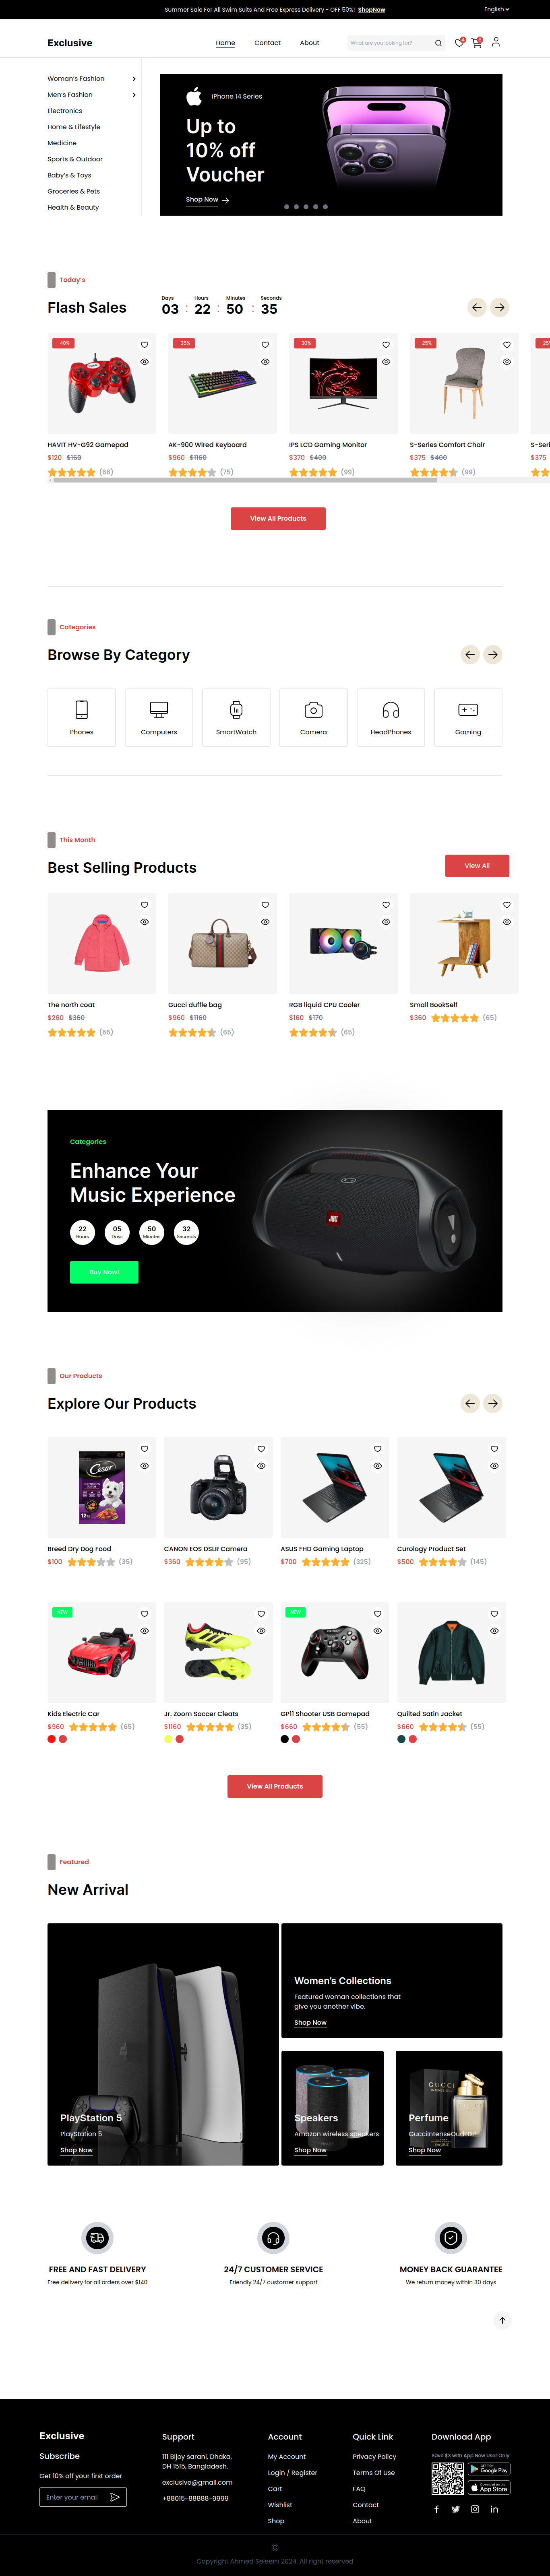 Summer Sale For All Swim Suits And Free Express Delivery - OFF 50%! ShopNow
English
Exclusive
Home Contact About
What are you looking for?
Woman's Fashion
Men's Fashion
Electronics
Home & Lifestyle
Medicine
Sports & Outdoor
Baby's & Toys
Groceries & Pets
Health & Beauty
iPhone 14 Series
Up to
10% off
Voucher
Shop Now
Today's
Flash Sales
Days Hours Minutes Seconds
03 : 22 : 50 : 35
-40% -35% -30% -25%
HAVIT HV-G92 Gamepad
$120 $160
(66)
AK-900 Wired Keyboard
$960 $1160
(75)
IPS LCD Gaming Monitor
$370 $400
(99)
S-Series Comfort Chair
$375 $400
(99)
S-Seri
$375
View All Products
Categories
Browse By Category
Phones Computers SmartWatch Camera HeadPhones Gaming
This Month
Best Selling Products
View All
The north coat
$260 $360
(65)
Gucci duffle bag
$960 $1160
(65)
RGB liquid CPU Cooler
$160 $170
(65)
Small BookSelf
$360 (65)
Categories
Enhance Your
Music Experience
22 05 50 32
Hours Days Minutes Seconds
Buy Now!
JBL
Our Products
Explore Our Products
Cesar
Breed Dry Dog Food
$100 (35)
CANON EOS DSLR Camera
$360 (95)
ASUS FHD Gaming Laptop
$700 (325)
Curology Product Set
$500 (145)
NEW
Kids Electric Car
$960 (65)
Jr. Zoom Soccer Cleats
$1160 (35)
NEW
GP11 Shooter USB Gamepad
$660 (55)
Quilted Satin Jacket
$660 (55)
View All Products
Featured
New Arrival
PlayStation 5
PlayStation 5
Shop Now
Women's Collections
Featured woman collections that
give you another vibe.
Shop Now
Speakers
Amazon wireless speakers
Shop Now
GUCCI
Perfume
GucciIntenseOudEDP
Shop Now
FREE AND FAST DELIVERY
Free delivery for all orders over $140
24/7 CUSTOMER SERVICE
Friendly 24/7 customer support
MONEY BACK GUARANTEE
We return money within 30 days
Exclusive
Subscribe
Get 10% off your first order
Enter your email
Support
111 Bijoy sarani, Dhaka,
DH 1515, Bangladesh.
exclusive@gmail.com
+88015-88888-9999
Account
My Account
Login / Register
Cart
Wishlist
Shop
Quick Link
Privacy Policy
Terms Of Use
FAQ
Contact
About
Download App
Save $3 with App New User Only
GET IT ON
Google Play
Download on the
App Store
©
Copyright Ahmed Seleem 2024. All right reserved